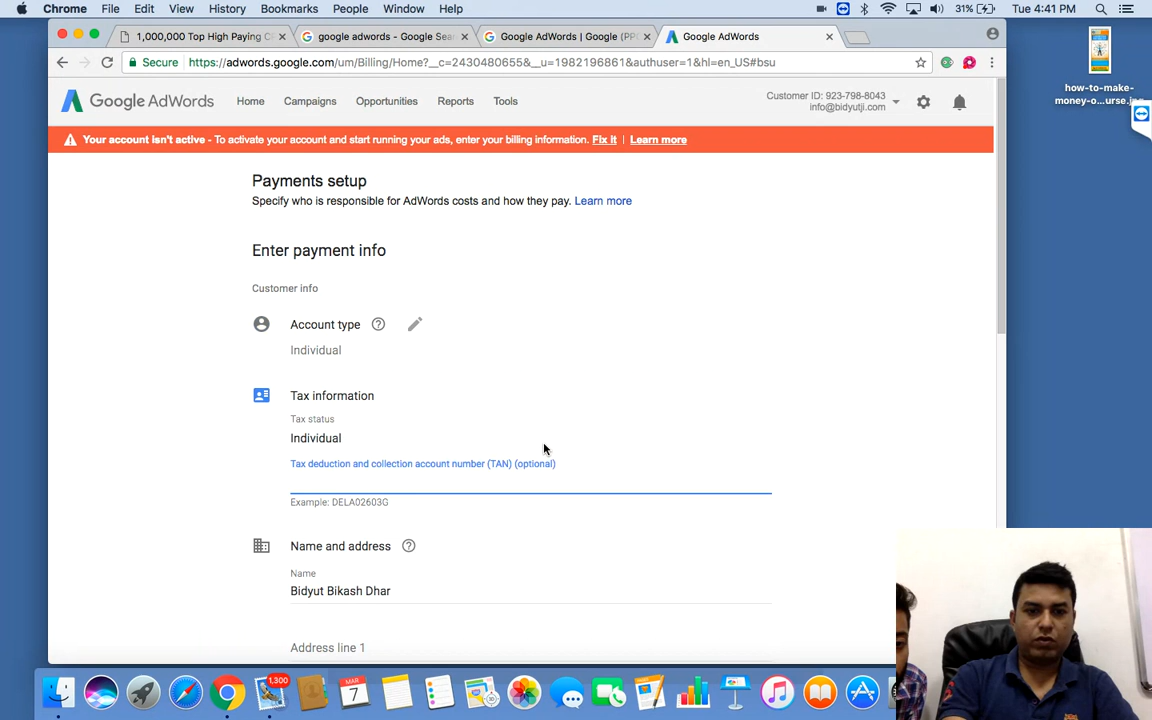 Chrome File Edit View History Bookmarks People Window Help 31% Tue 4:41 PM
1,000,000 Top High Paying C
google adwords - Google Sea
Google AdWords | Google (PP
Google AdWords
Secure https://adwords.google.com/um/Billing/Home?__c=2430480655&__u=1982196861&authuser=1&hl=en_US#bsu
how-to-make-
money-o...urse.
Google AdWords Home Campaigns Opportunities Reports Tools
Customer ID: 923-798-8043
info@bidyutji.com
Your account isn't active - To activate your account and start running your ads, enter your billing information. Fix it | Learn more
Payments setup
Specify who is responsible for AdWords costs and how they pay. Learn more
Enter payment info
Customer info
Account type
Individual
Tax information
Tax status
Individual
Tax deduction and collection account number (TAN) (optional)
Example: DELA02603G
Name and address
Name
Bidyut Bikash Dhar
Address line 1
1,300
MAR
7